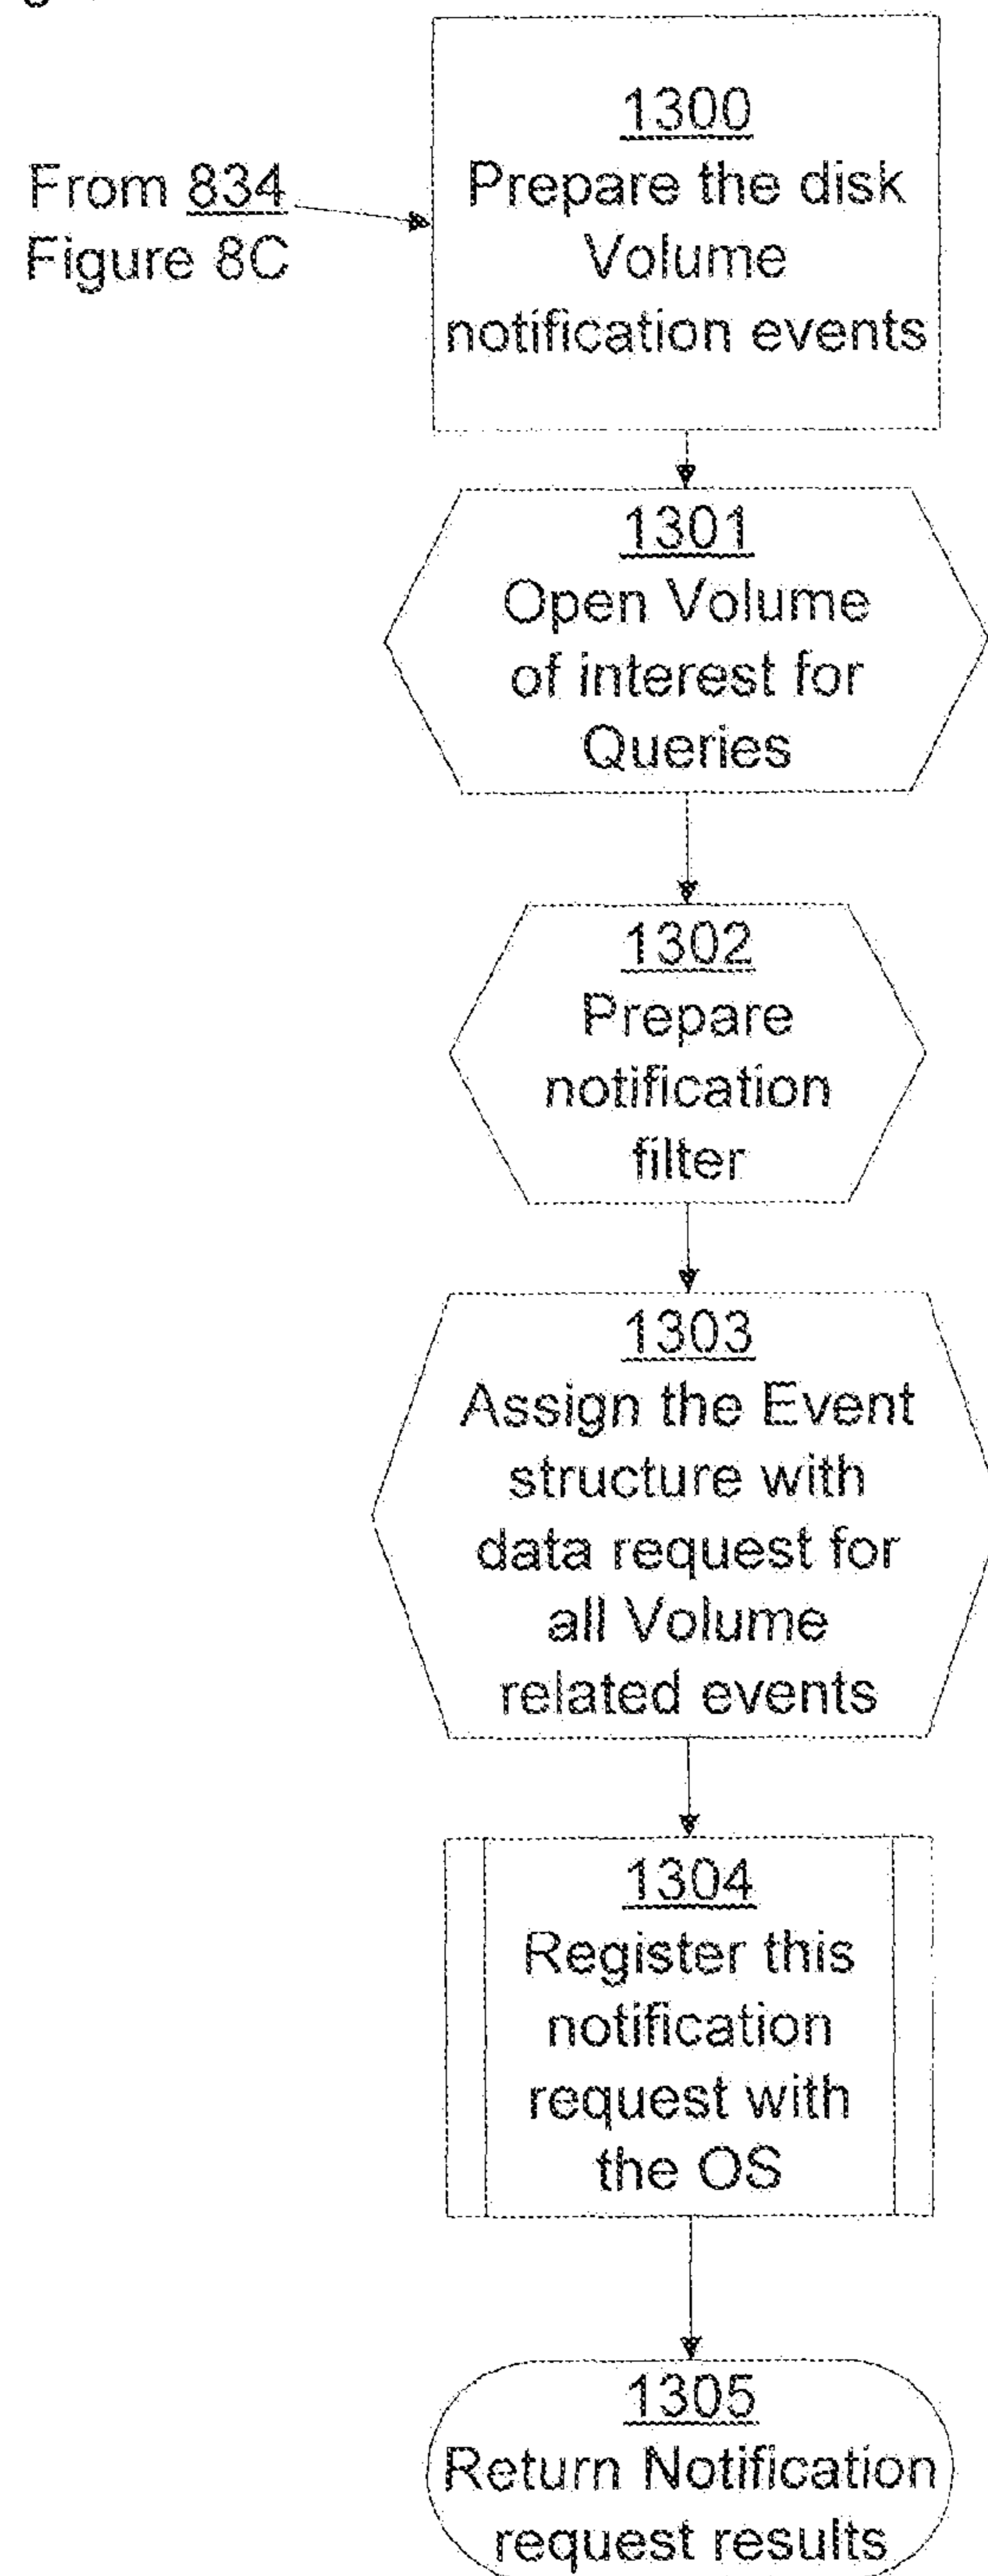 1300
Prepare the disk
Volume
notification events
From 834
Figure 8C
1301
Open Volume
of interest for
Queries
1302
Prepare
notification
filter
1303
Assign the Event
structure with
data request for
all Volume
related events
1304
Register this
notification
request with
the OS
1305
Return Notification
request results